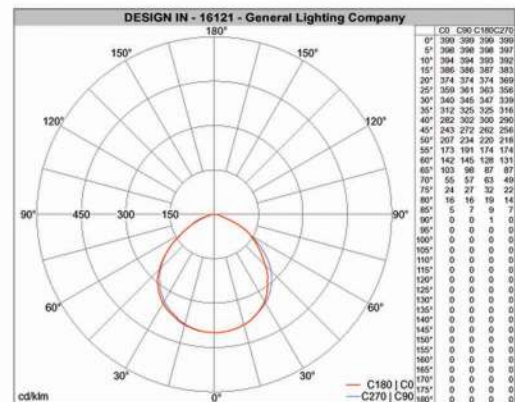 DESIGN IN - 16121 - General Lighting Company
180°
150° 150°
120° 120°
90° 450 300 150 90°
60° 60°
30° 30°
0°
cd/klm
C180 | C0
C270 | C90
C0 C90 C180 C270
0° 399 399 399 399
5° 398 398 398 397
10° 394 394 393 392
15° 386 386 387 383
20° 374 374 374 369
25° 359 361 363 356
30° 340 345 347 339
35° 312 325 325 316
40° 282 302 300 290
45° 243 272 262 256
50° 207 234 220 218
55° 173 191 174 174
60° 142 145 128 131
65° 103 98 87 87
70° 55 57 63 49
75° 24 27 32 22
80° 16 16 19 14
85° 5 7 9 7
90° 0 0 1 0
95° 0 0 0 0
100° 0 0 0 0
105° 0 0 0 0
110° 0 0 0 0
115° 0 0 0 0
120° 0 0 0 0
125° 0 0 0 0
130° 0 0 0 0
135° 0 0 0 0
140° 0 0 0 0
145° 0 0 0 0
150° 0 0 0 0
155° 0 0 0 0
160° 0 0 0 0
165° 0 0 0 0
170° 0 0 0 0
175° 0 0 0 0
180° 0 0 0 0